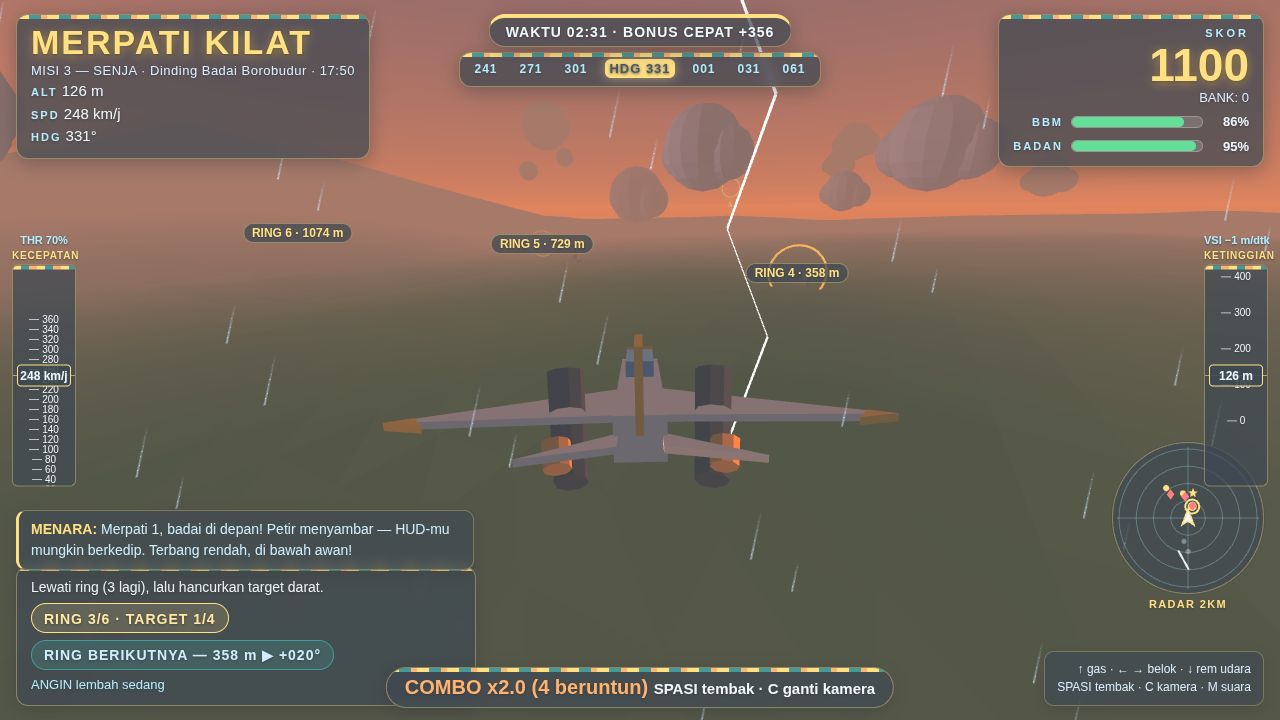 MERPATI KILAT
MISI 3 — SENJA · Dinding Badai Borobudur · 17:50
ALT 126 m
SPD 248 km/j
HDG 331°
WAKTU 02:31 · BONUS CEPAT +356
241 271 301 HDG 331 001 031 061
SKOR
1100
BANK: 0
BBM 86%
BADAN 95%
RING 6 · 1074 m
RING 5 · 729 m
RING 4 · 358 m
THR 70%
KECEPATAN
360
340
320
300
280
248 km/j
220
200
180
160
140
120
100
80
60
40
VSI −1 m/dtk
KETINGGIAN
400
300
200
126 m
0
RADAR 2KM
MENARA: Merpati 1, badai di depan! Petir menyambar — HUD-mu
mungkin berkedip. Terbang rendah, di bawah awan!
Lewati ring (3 lagi), lalu hancurkan target darat.
RING 3/6 · TARGET 1/4
RING BERIKUTNYA — 358 m ▶ +020°
ANGIN lembah sedang
COMBO x2.0 (4 beruntun) SPASI tembak · C ganti kamera
↑ gas · ← → belok · ↓ rem udara
SPASI tembak · C kamera · M suara